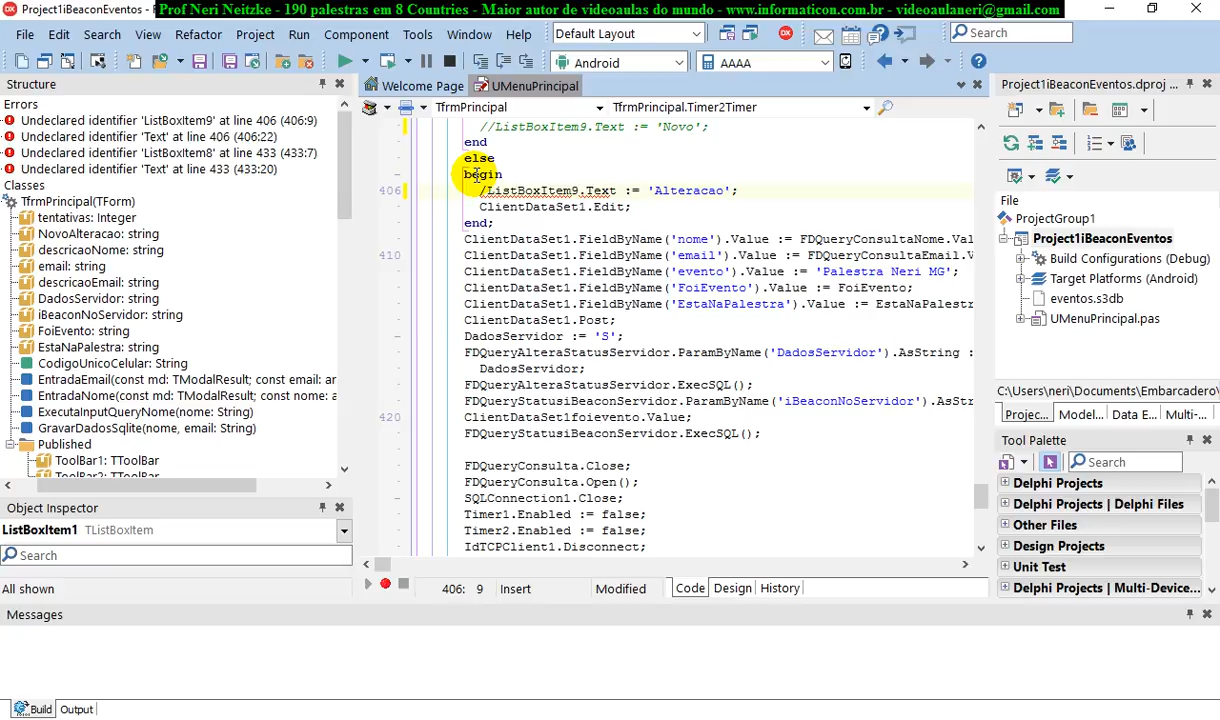 Project1iBeaconEventos - 
Prof Neri Neitzke - 190 palestras em 8 Countries - Maior autor de videoaulas do mundo - www.informaticon.com.br - videoaulaneri@gmail.com
File Edit Search View Refactor Project Run Component Tools Window Help
Default Layout
Search
Android
AAAA
Structure
Errors
Undeclared identifier 'ListBoxItem9' at line 406 (406:9)
Undeclared identifier 'Text' at line 406 (406:22)
Undeclared identifier 'ListBoxItem8' at line 433 (433:7)
Undeclared identifier 'Text' at line 433 (433:20)
Classes
TfrmPrincipal(TForm)
tentativas: Integer
NovoAlteracao: string
descricaoNome: string
email: string
descricaoEmail: string
DadosServidor: string
iBeaconNoServidor: string
FoiEvento: string
EstaNaPalestra: string
CodigoUnicoCelular: String
EntradaEmail(const md: TModalResult; const email: ar
EntradaNome(const md: TModalResult; const nome: a
ExecutaInputQueryNome(nome: String)
GravarDadosSqlite(nome, email: String)
Published
ToolBar1: TToolBar
ToolBar2: TToolBar
Object Inspector
ListBoxItem1 TListBoxItem
Search
All shown
Welcome Page UMenuPrincipal
TfrmPrincipal TfrmPrincipal.Timer2Timer
//ListBoxItem9.Text := 'Novo';
end
else
begin
406 /ListBoxItem9.Text := 'Alteracao';
ClientDataSet1.Edit;
end;
ClientDataSet1.FieldByName('nome').Value := FDQueryConsultaNome.Val
410 ClientDataSet1.FieldByName('email').Value := FDQueryConsultaEmail.V
ClientDataSet1.FieldByName('evento').Value := 'Palestra Neri MG';
ClientDataSet1.FieldByName('FoiEvento').Value := FoiEvento;
ClientDataSet1.FieldByName('EstaNaPalestra').Value := EstaNaPalestr
ClientDataSet1.Post;
DadosServidor := 'S';
FDQueryAlteraStatusServidor.ParamByName('DadosServidor').AsString :
DadosServidor;
FDQueryAlteraStatusServidor.ExecSQL();
FDQueryStatusiBeaconServidor.ParamByName('iBeaconNoServidor').AsStr
420 ClientDataSet1foievento.Value;
FDQueryStatusiBeaconServidor.ExecSQL();
FDQueryConsulta.Close;
FDQueryConsulta.Open();
SQLConnection1.Close;
Timer1.Enabled := false;
Timer2.Enabled := false;
IdTCPClient1.Disconnect;
406: 9 Insert Modified Code Design History
Project1iBeaconEventos.dproj ...
File
ProjectGroup1
Project1iBeaconEventos
Build Configurations (Debug)
Target Platforms (Android)
eventos.s3db
UMenuPrincipal.pas
C:\Users\neri\Documents\Embarcadero\
Projec... Model... Data E... Multi-...
Tool Palette
Search
Delphi Projects
Delphi Projects | Delphi Files
Other Files
Design Projects
Unit Test
Delphi Projects | Multi-Device...
Messages
Build Output